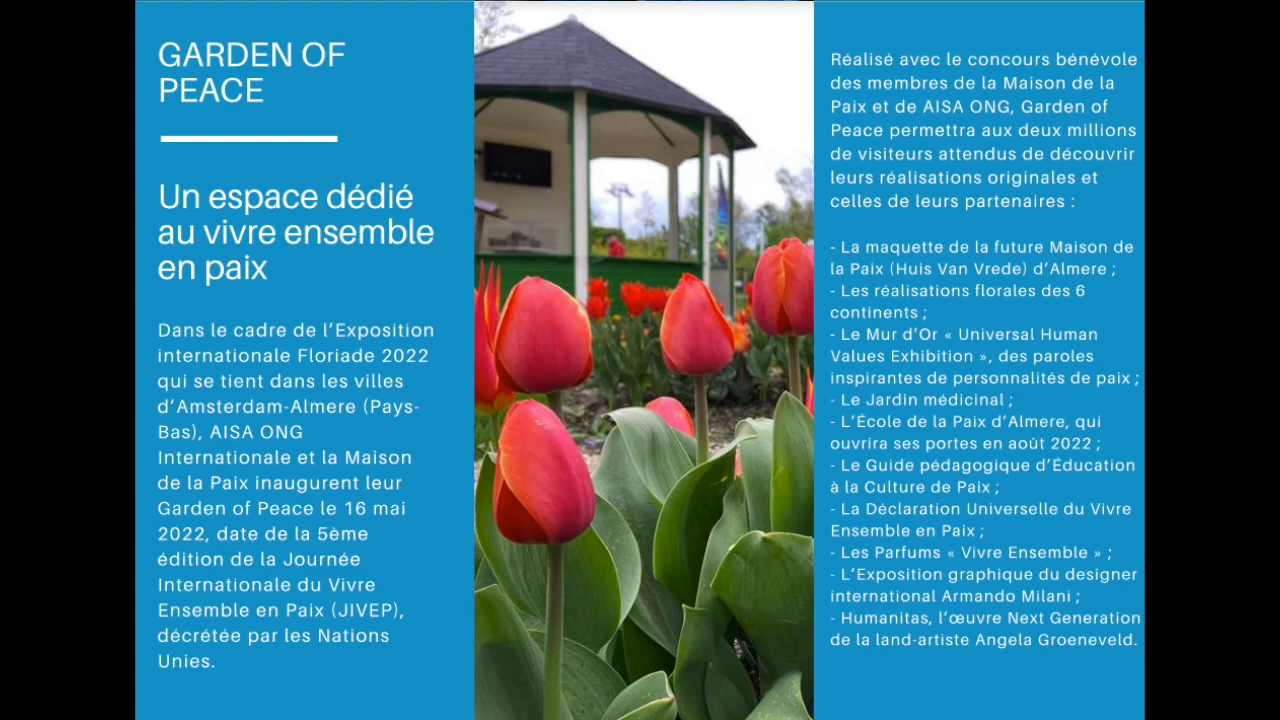 GARDEN OF
PEACE
Un espace dédié
au vivre ensemble
en paix
Dans le cadre de l’Exposition
internationale Floriade 2022
qui se tient dans les villes
d’Amsterdam-Almere (Pays-
Bas), AISA ONG
Internationale et la Maison
de la Paix inaugurent leur
Garden of Peace le 16 mai
2022, date de la 5ème
édition de la Journée
Internationale du Vivre
Ensemble en Paix (JIVEP),
décrétée par les Nations
Unies.
Réalisé avec le concours bénévole
des membres de la Maison de la
Paix et de AISA ONG, Garden of
Peace permettra aux deux millions
de visiteurs attendus de découvrir
leurs réalisations originales et
celles de leurs partenaires :
- La maquette de la future Maison de
la Paix (Huis Van Vrede) d’Almere ;
- Les réalisations florales des 6
continents ;
- Le Mur d’Or « Universal Human
Values Exhibition », des paroles
inspirantes de personnalités de paix ;
- Le Jardin médicinal ;
- L’École de la Paix d’Almere, qui
ouvrira ses portes en août 2022 ;
- Le Guide pédagogique d’Éducation
à la Culture de Paix ;
- La Déclaration Universelle du Vivre
Ensemble en Paix ;
- Les Parfums « Vivre Ensemble » ;
- L’Exposition graphique du designer
international Armando Milani ;
- Humanitas, l’œuvre Next Generation
de la land-artiste Angela Groeneveld.